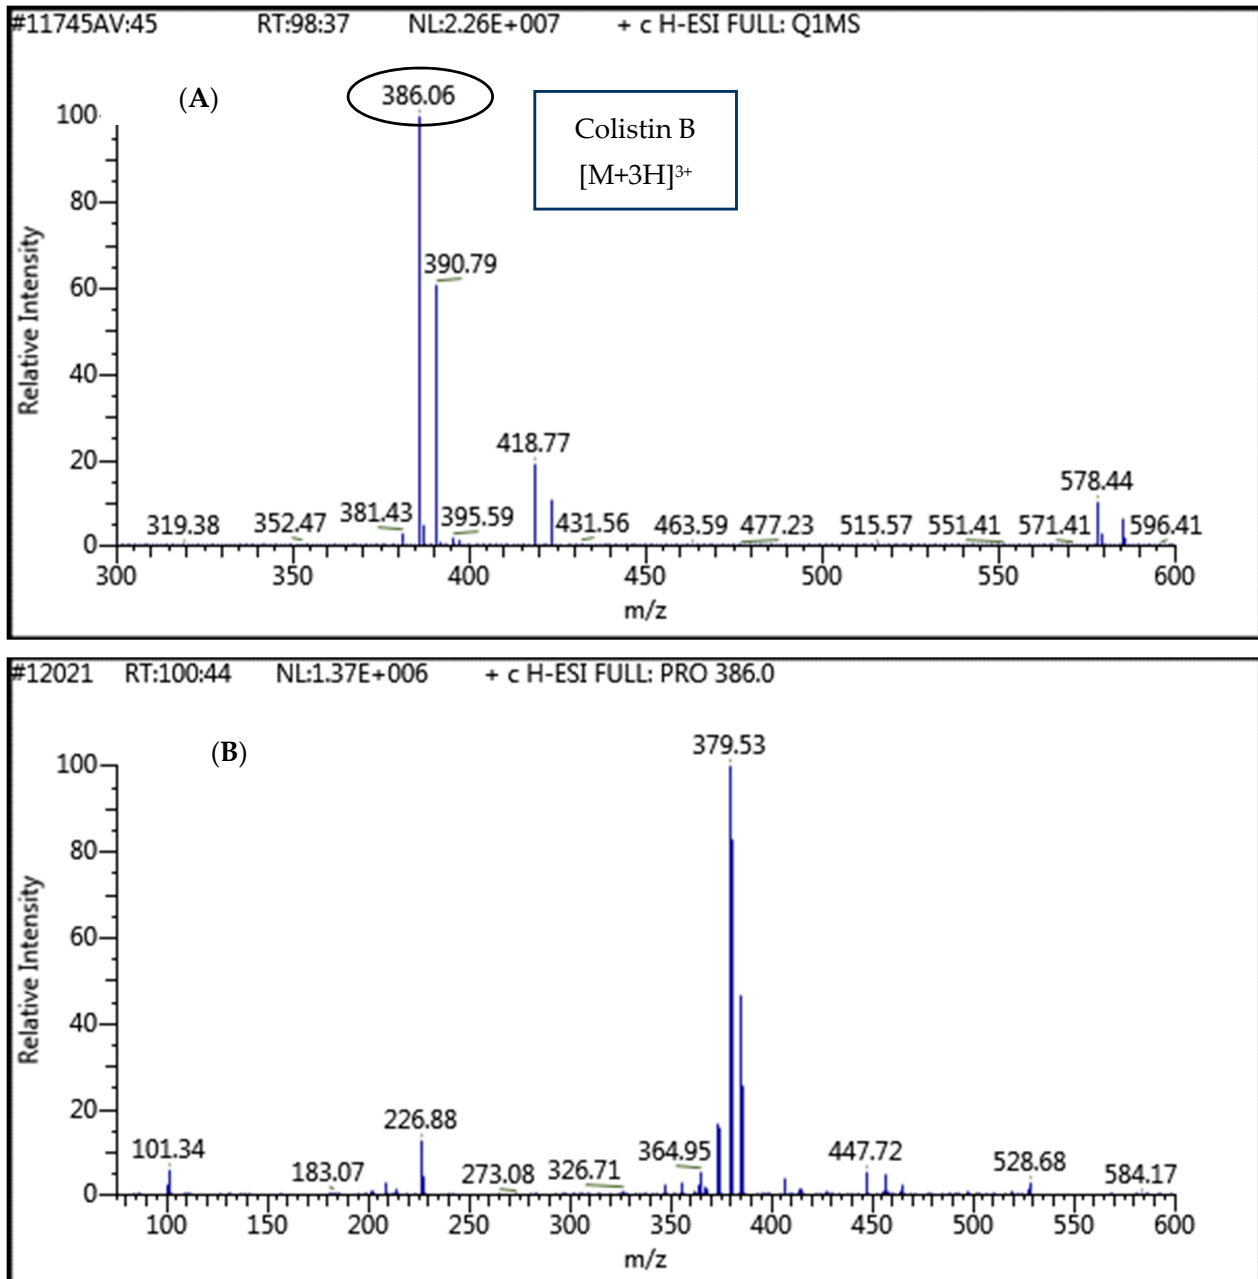 #11745AV:45 RT:98:37 NL:2.26E+007 + c H-ESI FULL: Q1MS
(A)
386.06
Colistin B
[M+3H]³⁺
100
80
60
40
20
0
Relative Intensity
390.79
418.77
578.44
319.38 352.47 381.43 395.59 431.56 463.59 477.23 515.57 551.41 571.41 596.41
300 350 400 450 500 550 600
m/z
#12021 RT:100:44 NL:1.37E+006 + c H-ESI FULL: PRO 386.0
(B)
379.53
100
80
60
40
20
0
Relative Intensity
226.88
101.34 183.07 273.08 326.71 364.95 447.72 528.68 584.17
100 150 200 250 300 350 400 450 500 550 600
m/z